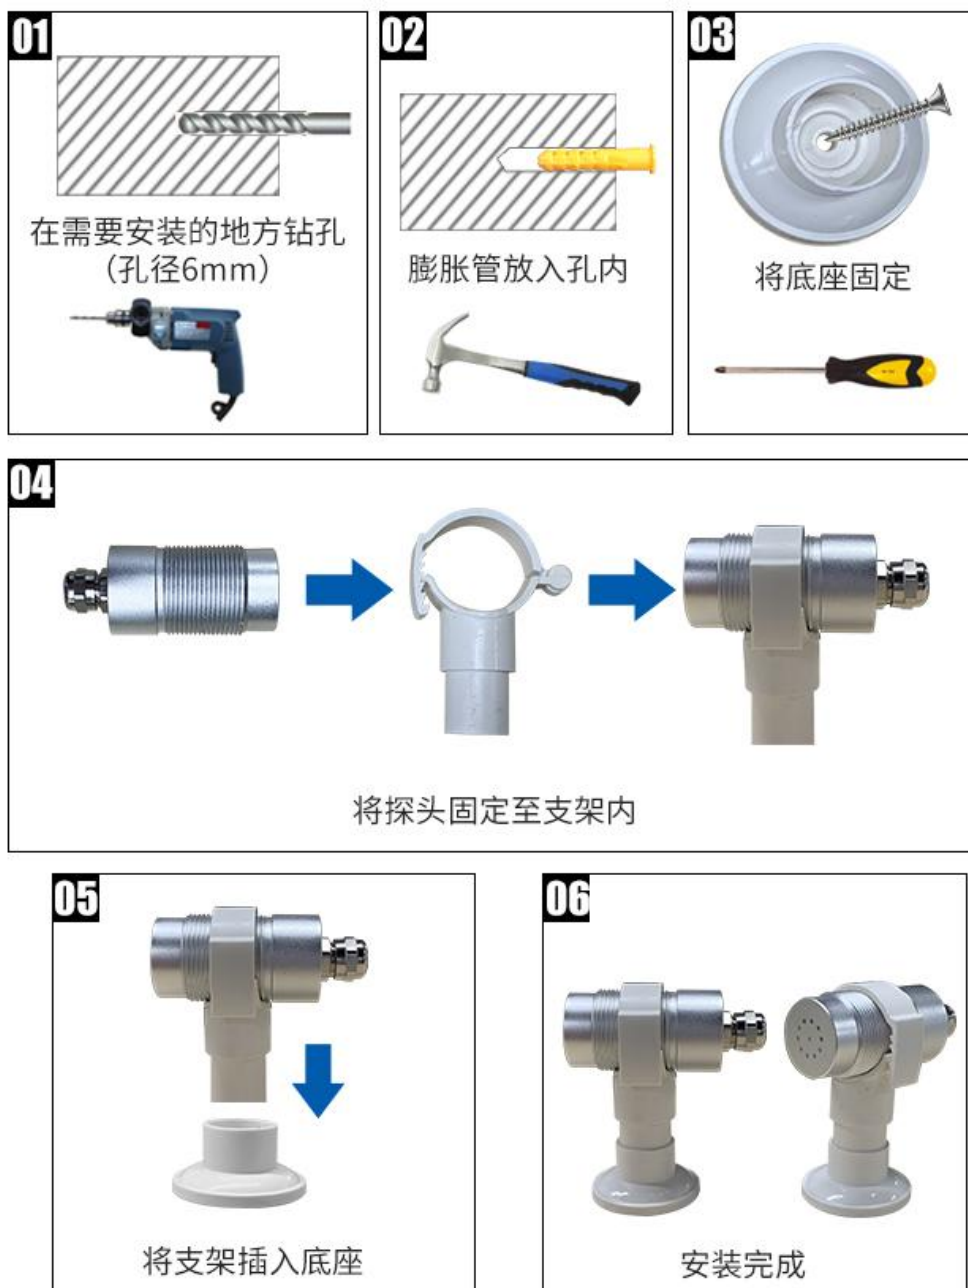 01
在需要安装的地方钻孔
（孔径6mm）
02
膨胀管放入孔内
03
将底座固定
04
将探头固定至支架内
05
将支架插入底座
06
安装完成